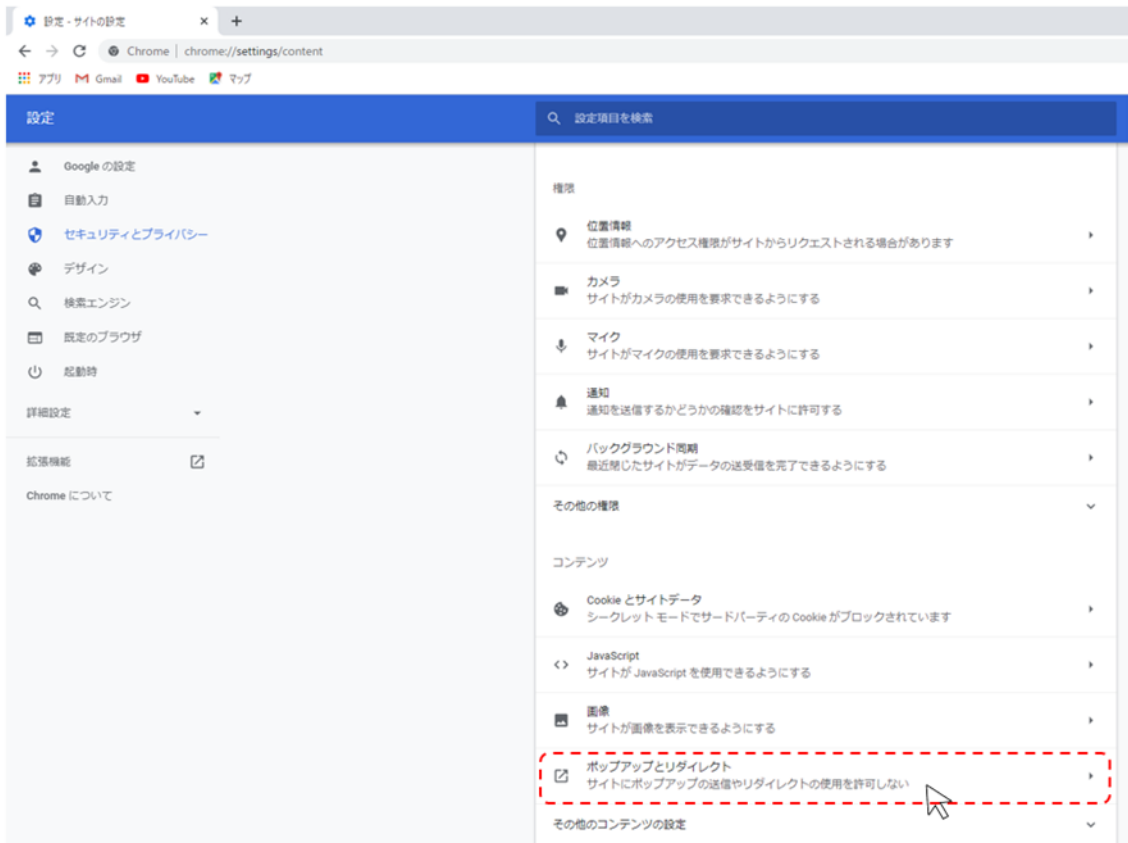 設定 - サイトの設定
Chrome | chrome://settings/content
アプリ Gmail YouTube マップ
設定
設定項目を検索
Google の設定
自動入力
セキュリティとプライバシー
デザイン
検索エンジン
既定のブラウザ
起動時
詳細設定
拡張機能
Chrome について
権限
位置情報
位置情報へのアクセス権限がサイトからリクエストされる場合があります
カメラ
サイトがカメラの使用を要求できるようにする
マイク
サイトがマイクの使用を要求できるようにする
通知
通知を送信するかどうかの確認をサイトに許可する
バックグラウンド同期
最近閉じたサイトがデータの送受信を完了できるようにする
その他の権限
コンテンツ
Cookie とサイトデータ
シークレット モードでサードパーティの Cookie がブロックされています
JavaScript
サイトが JavaScript を使用できるようにする
画像
サイトが画像を表示できるようにする
ポップアップとリダイレクト
サイトにポップアップの送信やリダイレクトの使用を許可しない
その他のコンテンツの設定